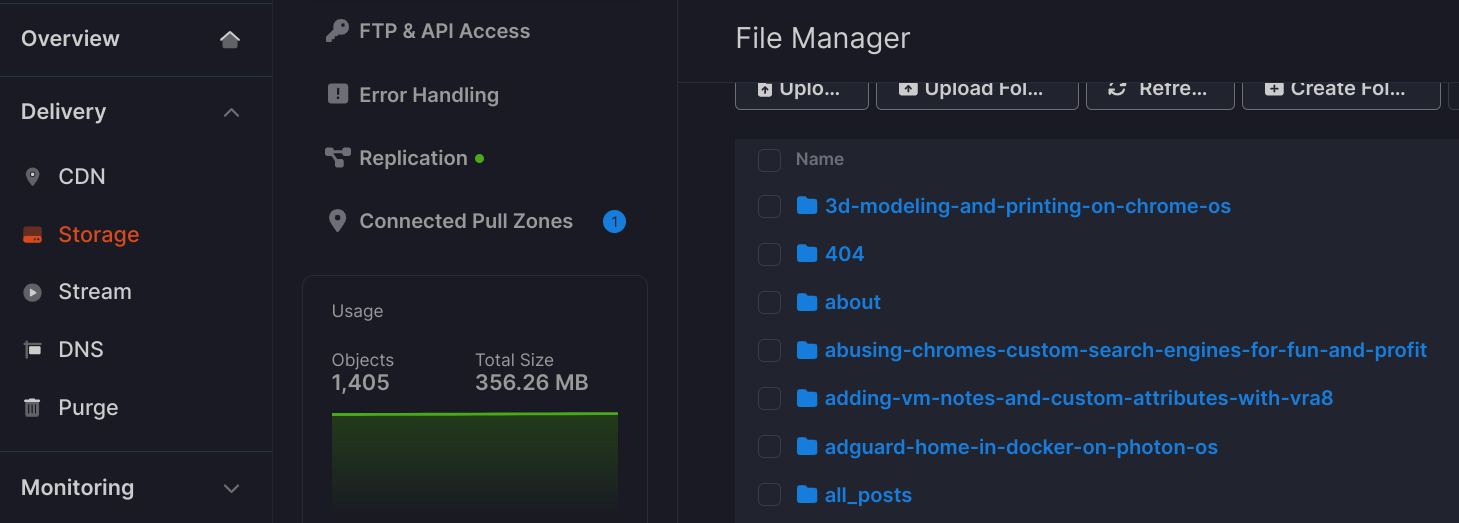 Overview
Delivery
CDN
Storage
Stream
DNS
Purge
Monitoring
FTP & API Access
Error Handling
Replication
Connected Pull Zones 1
Usage
Objects Total Size
1,405 356.26 MB
File Manager
Uplo... Upload Fol... Refre... Create Fol...
Name
3d-modeling-and-printing-on-chrome-os
404
about
abusing-chromes-custom-search-engines-for-fun-and-profit
adding-vm-notes-and-custom-attributes-with-vra8
adguard-home-in-docker-on-photon-os
all_posts